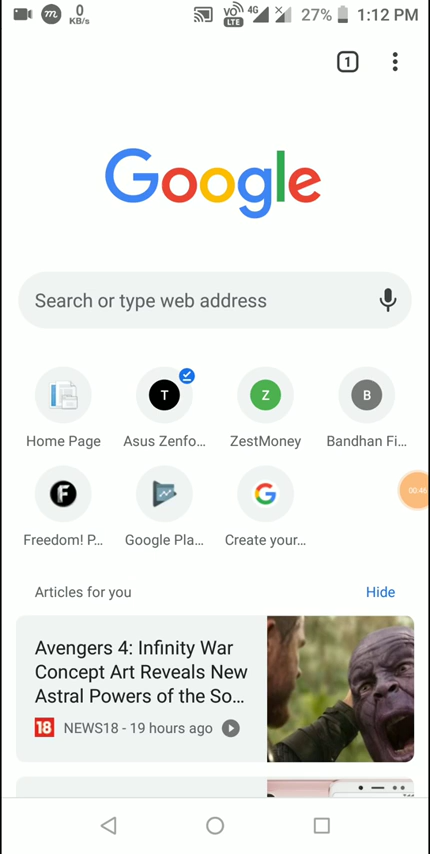 0
KB/s
VO))
LTE
4G
27%
1:12 PM
1
Google
Search or type web address
T
Z
B
Home Page
Asus Zenfo...
ZestMoney
Bandhan Fi...
F
G
Freedom! P...
Google Pla...
Create your...
00:46
Articles for you
Hide
Avengers 4: Infinity War
Concept Art Reveals New
Astral Powers of the So...
18
NEWS18 - 19 hours ago